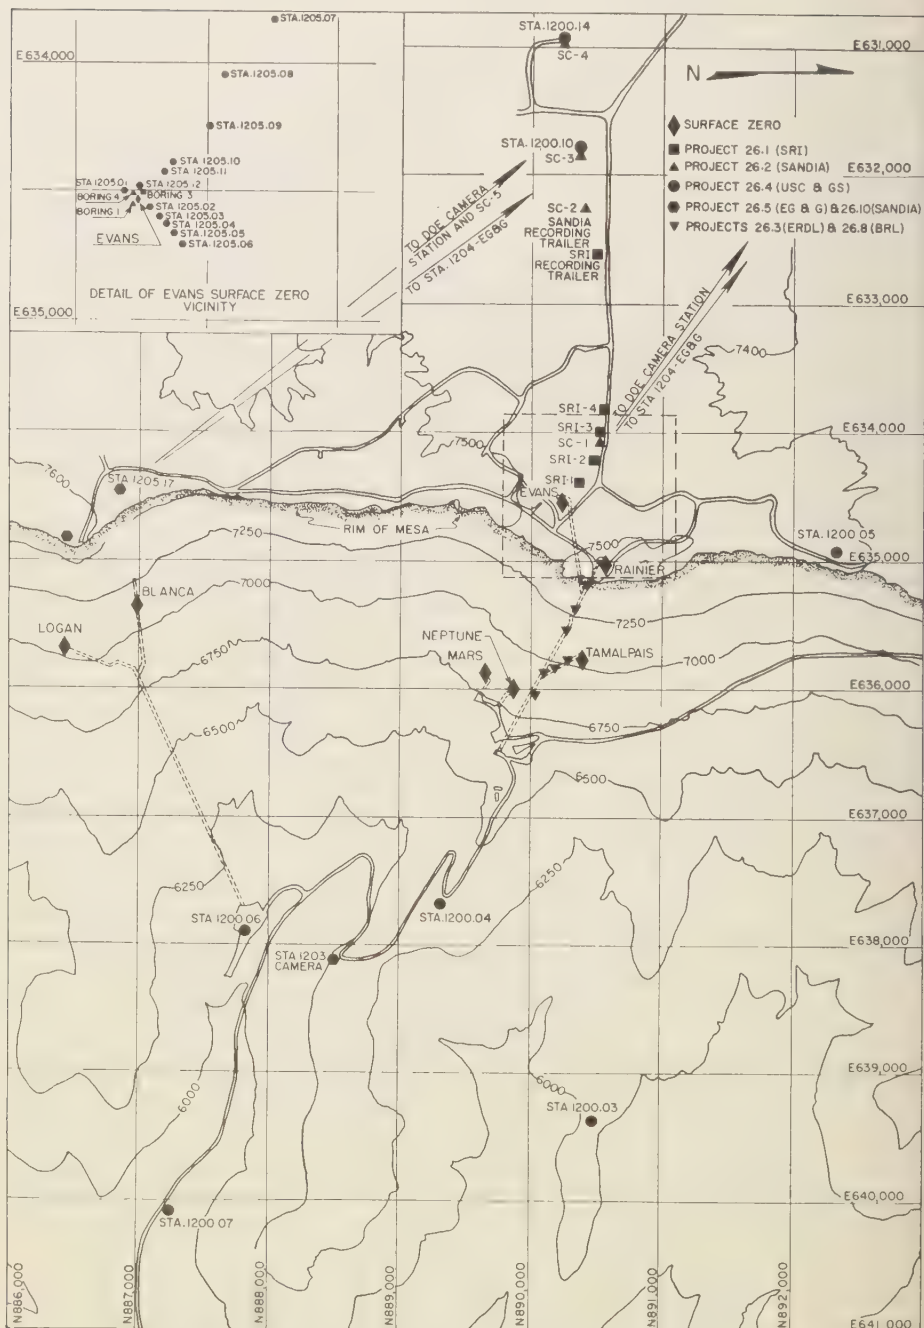 STA.1205.07
E634,000
STA.1205.08
STA.1205.09
STA.1205.10
STA.1205.11
STA.1205.01
STA.1205.12
BORING 4
BORING 3
BORING 1
STA.1205.02
STA.1205.03
STA.1205.04
STA.1205.05
STA.1205.06
EVANS
DETAIL OF EVANS SURFACE ZERO
VICINITY
E635,000
STA.1200.14
SC-4
E631,000
N
SURFACE ZERO
PROJECT 26.1 (SRI)
PROJECT 26.2 (SANDIA)
E632,000
PROJECT 26.4 (USC & GS)
PROJECT 26.5 (EG & G) & 26.10 (SANDIA)
PROJECTS 26.3 (ERDL) & 26.8 (BRL)
STA.1200.10
SC-3
SC-2
SANDIA
RECORDING
TRAILER
SRI
RECORDING
TRAILER
TO DOE CAMERA
STATION AND SC-5
TO STA. 1204-EG&G
E633,000
TO DOE CAMERA STATION
TO STA 1204-EG&G
7400
SRI-4
SRI-3
SC-1
SRI-2
SRI-1
E634,000
7500
EVANS
7600
STA 1205.17
RIM OF MESA
7250
7500
RAINIER
STA. 1200 05
E635,000
BLANCA
7000
7250
LOGAN
6750
NEPTUNE
MARS
TAMALPAIS
7000
E636,000
6500
6750
6500
E637,000
6250
6250
STA 1200.06
STA.1200.04
STA 1203
CAMERA
E638,000
6000
6000
E639,000
STA 1200.03
E640,000
STA.1200.07
N886,000
N887,000
N888,000
N889,000
N890,000
N891,000
N892,000
E641,000